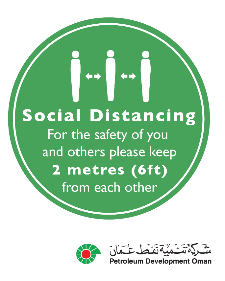 Social Distancing
For the safety of you
and others please keep
2 metres (6ft)
from each other
شركة تنمية نفط عُمان
Petroleum Development Oman